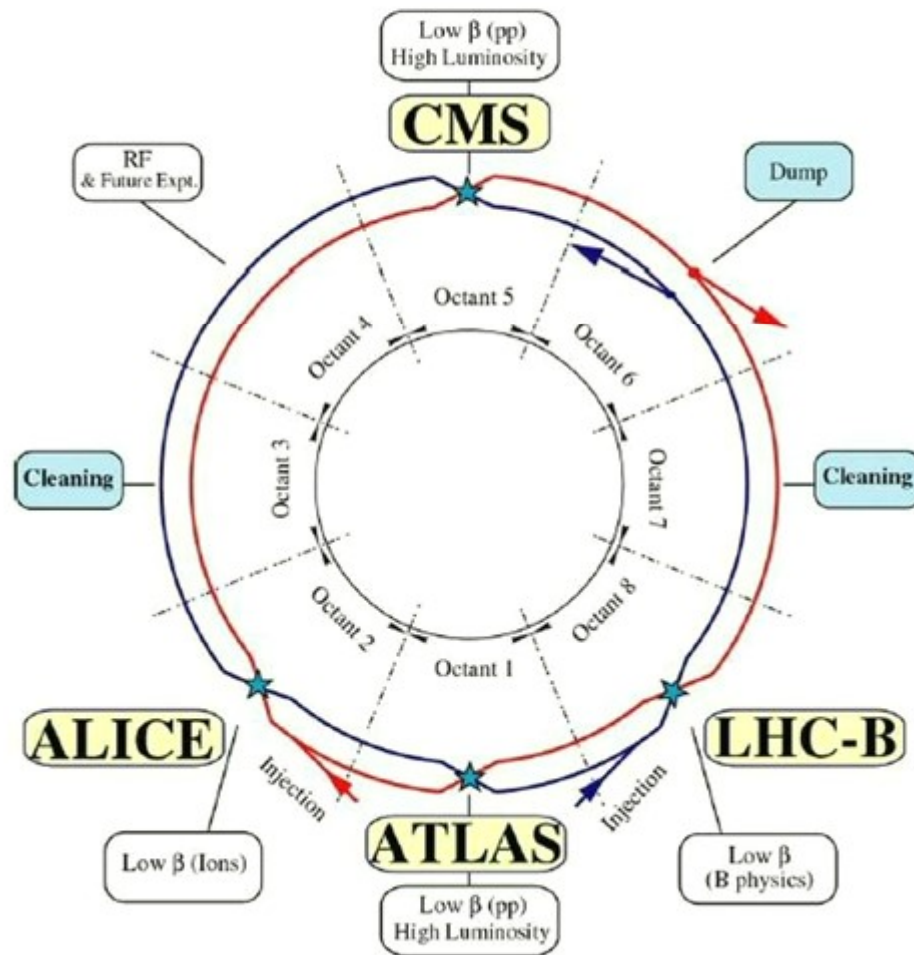 Low β (pp)
High Luminosity
CMS
RF
& Future Expt.
Dump
Octant 5
Octant 4
Octant 6
Cleaning
Octant 3
Octant 7
Cleaning
Octant 2
Octant 8
Octant 1
ALICE
LHC-B
Injection
Injection
ATLAS
Low β (Ions)
Low β
(B physics)
Low β (pp)
High Luminosity